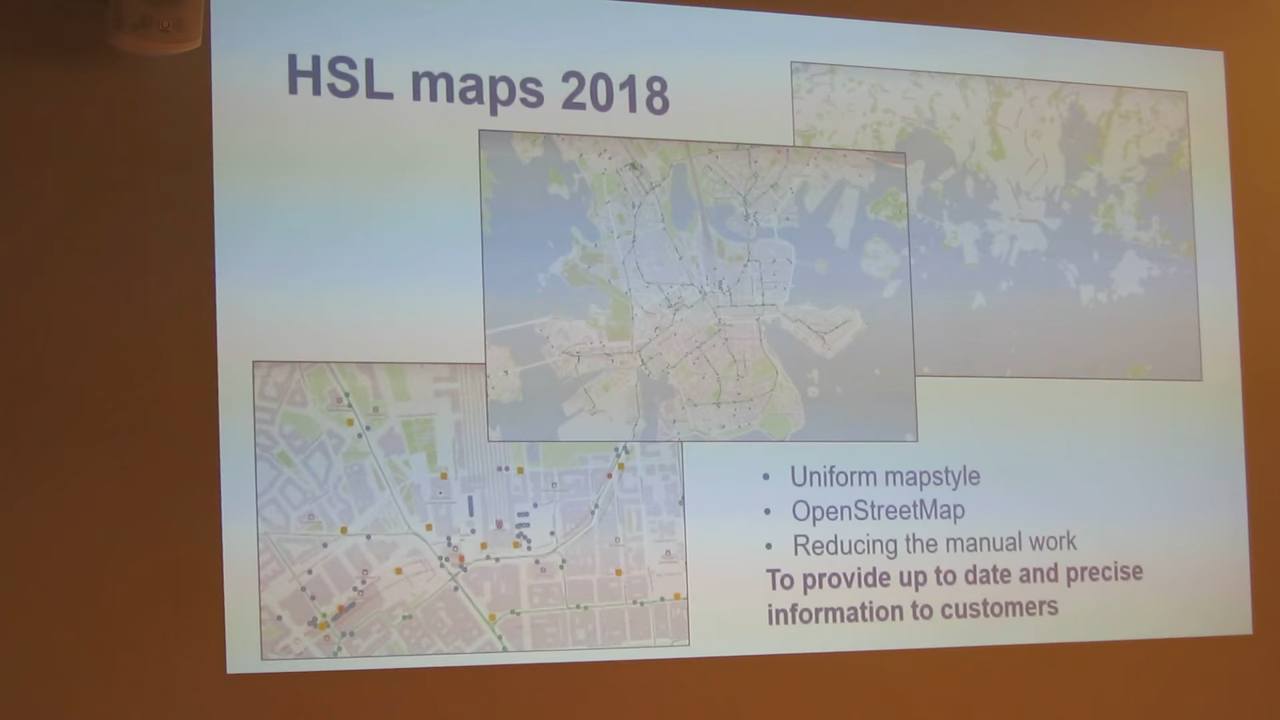 HSL maps 2018
• Uniform mapstyle
• OpenStreetMap
• Reducing the manual work
To provide up to date and precise
information to customers